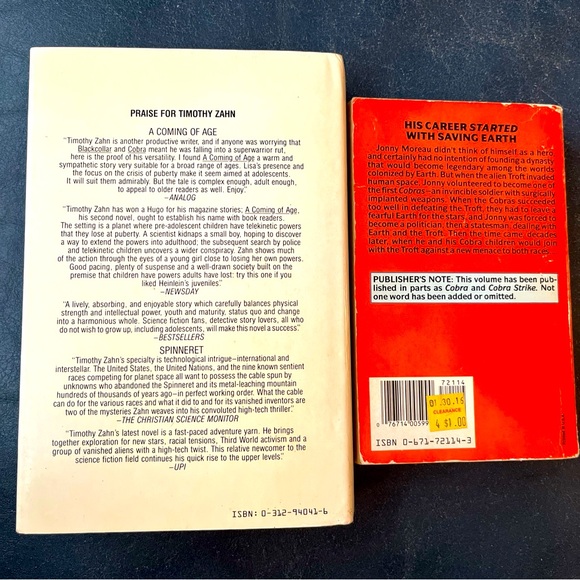 PRAISE FOR TIMOTHY ZAHN
A COMING OF AGE
"Timothy Zahn is another productive writer, and if anyone was worrying that
Blackcollar and Cobra meant he was falling into a superwarrior rut,
here is the proof of his versatility. I found A Coming of Age a warm and
sympathetic story very suitable for a broad range of ages. Lisa's presence and
the focus on the crisis of puberty make it seem aimed at adolescents.
It will suit them admirably. But the tale is complex enough, adult enough,
to appeal to older readers as well. Enjoy."
—ANALOG
"Timothy Zahn has won a Hugo for his magazine stories; A Coming of Age,
his second novel, ought to establish his name with book readers.
The setting is a planet where pre-adolescent children have telekinetic powers
that they lose at puberty. A scientist kidnaps a small boy, hoping to discover
a way to extend the powers into adulthood; the subsequent search by police
and telekinetic children uncovers a wider conspiracy. Zahn shows much
of the action through the eyes of a young girl close to losing her own powers.
Good pacing, plenty of suspense and a well-drawn society built on the
premise that children have powers adults have lost: try this one if you
liked Heinlein's juveniles."
—NEWSDAY
"A lively, absorbing, and enjoyable story which carefully balances physical
strength and intellectual power, youth and maturity, status quo and change
into a harmonious whole. Science fiction fans, detective story lovers, all who
do not wish to grow up, including adolescents, will make this novel a success."
—BESTSELLERS
SPINNERET
"Timothy Zahn's specialty is technological intrigue—international and
interstellar. The United States, the United Nations, and the nine known sentient
races competing for planet space all want to possess the cable spun by
unknowns who abandoned the Spinneret and its metal-leaching mountain
hundreds of thousands of years ago—in perfect working order. What the cable
can do for the various races and what it did to and for its vanished inventors are
two of the mysteries Zahn weaves into his convoluted high-tech thriller."
—THE CHRISTIAN SCIENCE MONITOR
"Timothy Zahn's latest novel is a fast-paced adventure yarn. He brings
together exploration for new stars, racial tensions, Third World activism and a
group of vanished aliens with a high-tech twist. This relative newcomer to the
science fiction field continues his quick rise to the upper levels."
—UPI
ISBN: 0-312-94041-6
HIS CAREER STARTED
WITH SAVING EARTH
Jonny Moreau didn't think of himself as a hero
and certainly had no intention of founding a dynasty
that would become legendary among the worlds
colonized by Earth. But when the alien Troft invaded
human space, Jonny volunteered to become one of
the first Cobras—an invincible soldier with surgically
implanted weapons. When the Cobras succeeded
too well in defeating the Troft, they had to leave a
fearful Earth for the stars, and Jonny was forced to
become a politician, then a statesman, dealing with
Earth and the Troft. Then the time came, decades
later, when he and his Cobra children would join
with the Troft against a new menace to both races.
PUBLISHER'S NOTE: This volume has been pub-
lished in parts as Cobra and Cobra Strike. Not
one word has been added or omitted.
72114
01.30.16
CLEARANCE
4 $1.00
0 76714 00599
ISBN 0-671-72114-3